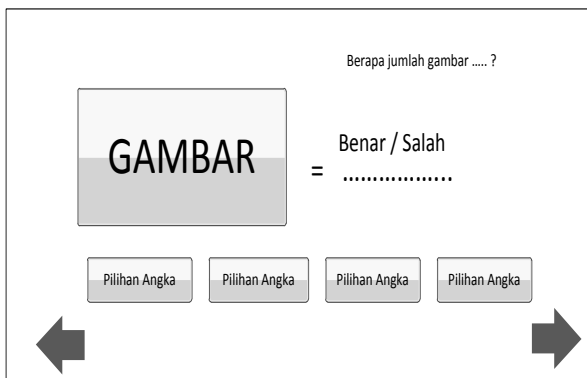 Berapa jumlah gambar ..... ?
GAMBAR
Benar / Salah
= ...................
Pilihan Angka
Pilihan Angka
Pilihan Angka
Pilihan Angka